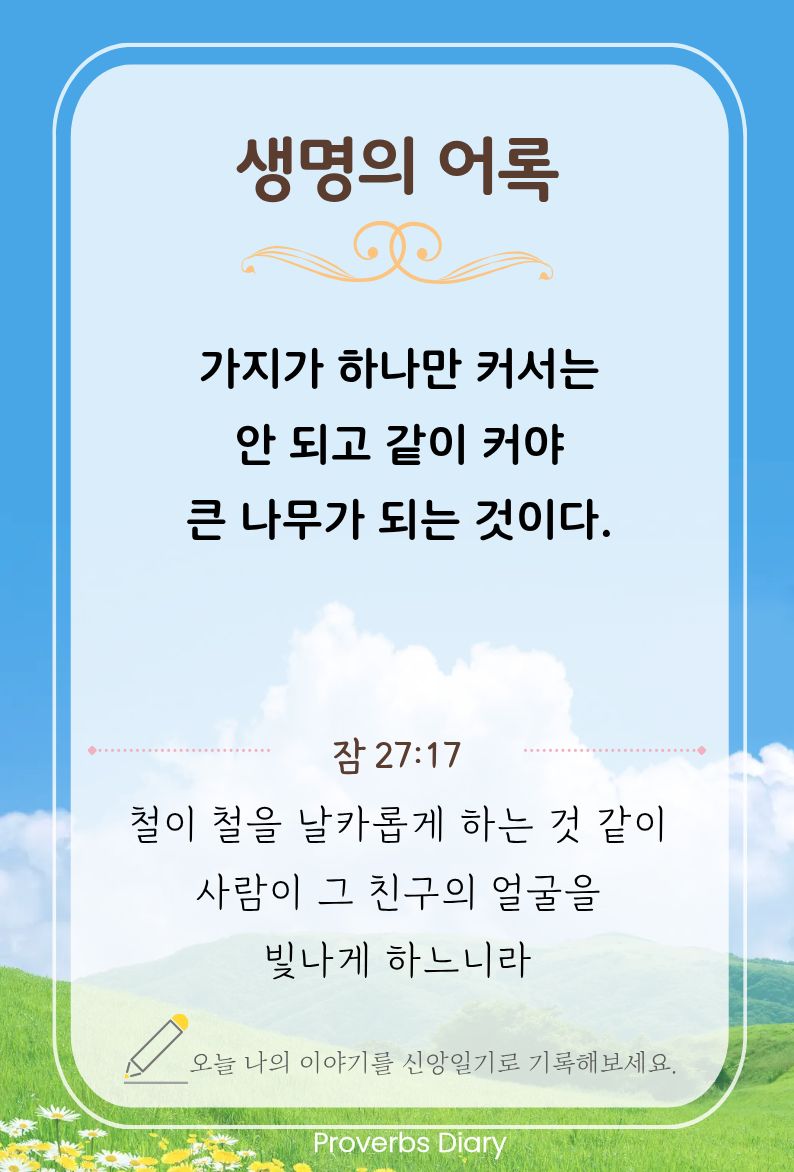 생명의 어록
가지가 하나만 커서는
안 되고 같이 커야
큰 나무가 되는 것이다.
잠 27:17
철이 철을 날카롭게 하는 것 같이
사람이 그 친구의 얼굴을
빛나게 하느니라
오늘 나의 이야기를 신앙일기로 기록해보세요.
Proverbs Diary